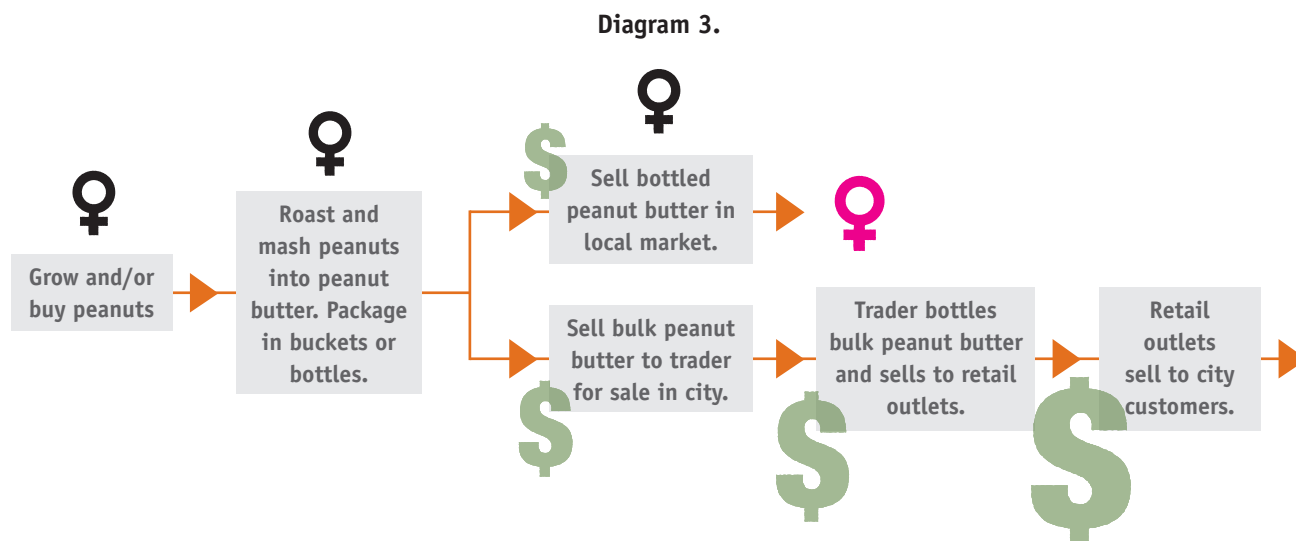 Diagram 3.
Grow and/or
buy peanuts
Roast and
mash peanuts
into peanut
butter. Package
in buckets or
bottles.
$
Sell bottled
peanut butter in
local market.
$
Sell bulk peanut
butter to trader
for sale in city.
$
Trader bottles
bulk peanut butter
and sells to retail
outlets.
$
Retail
outlets
sell to city
customers.